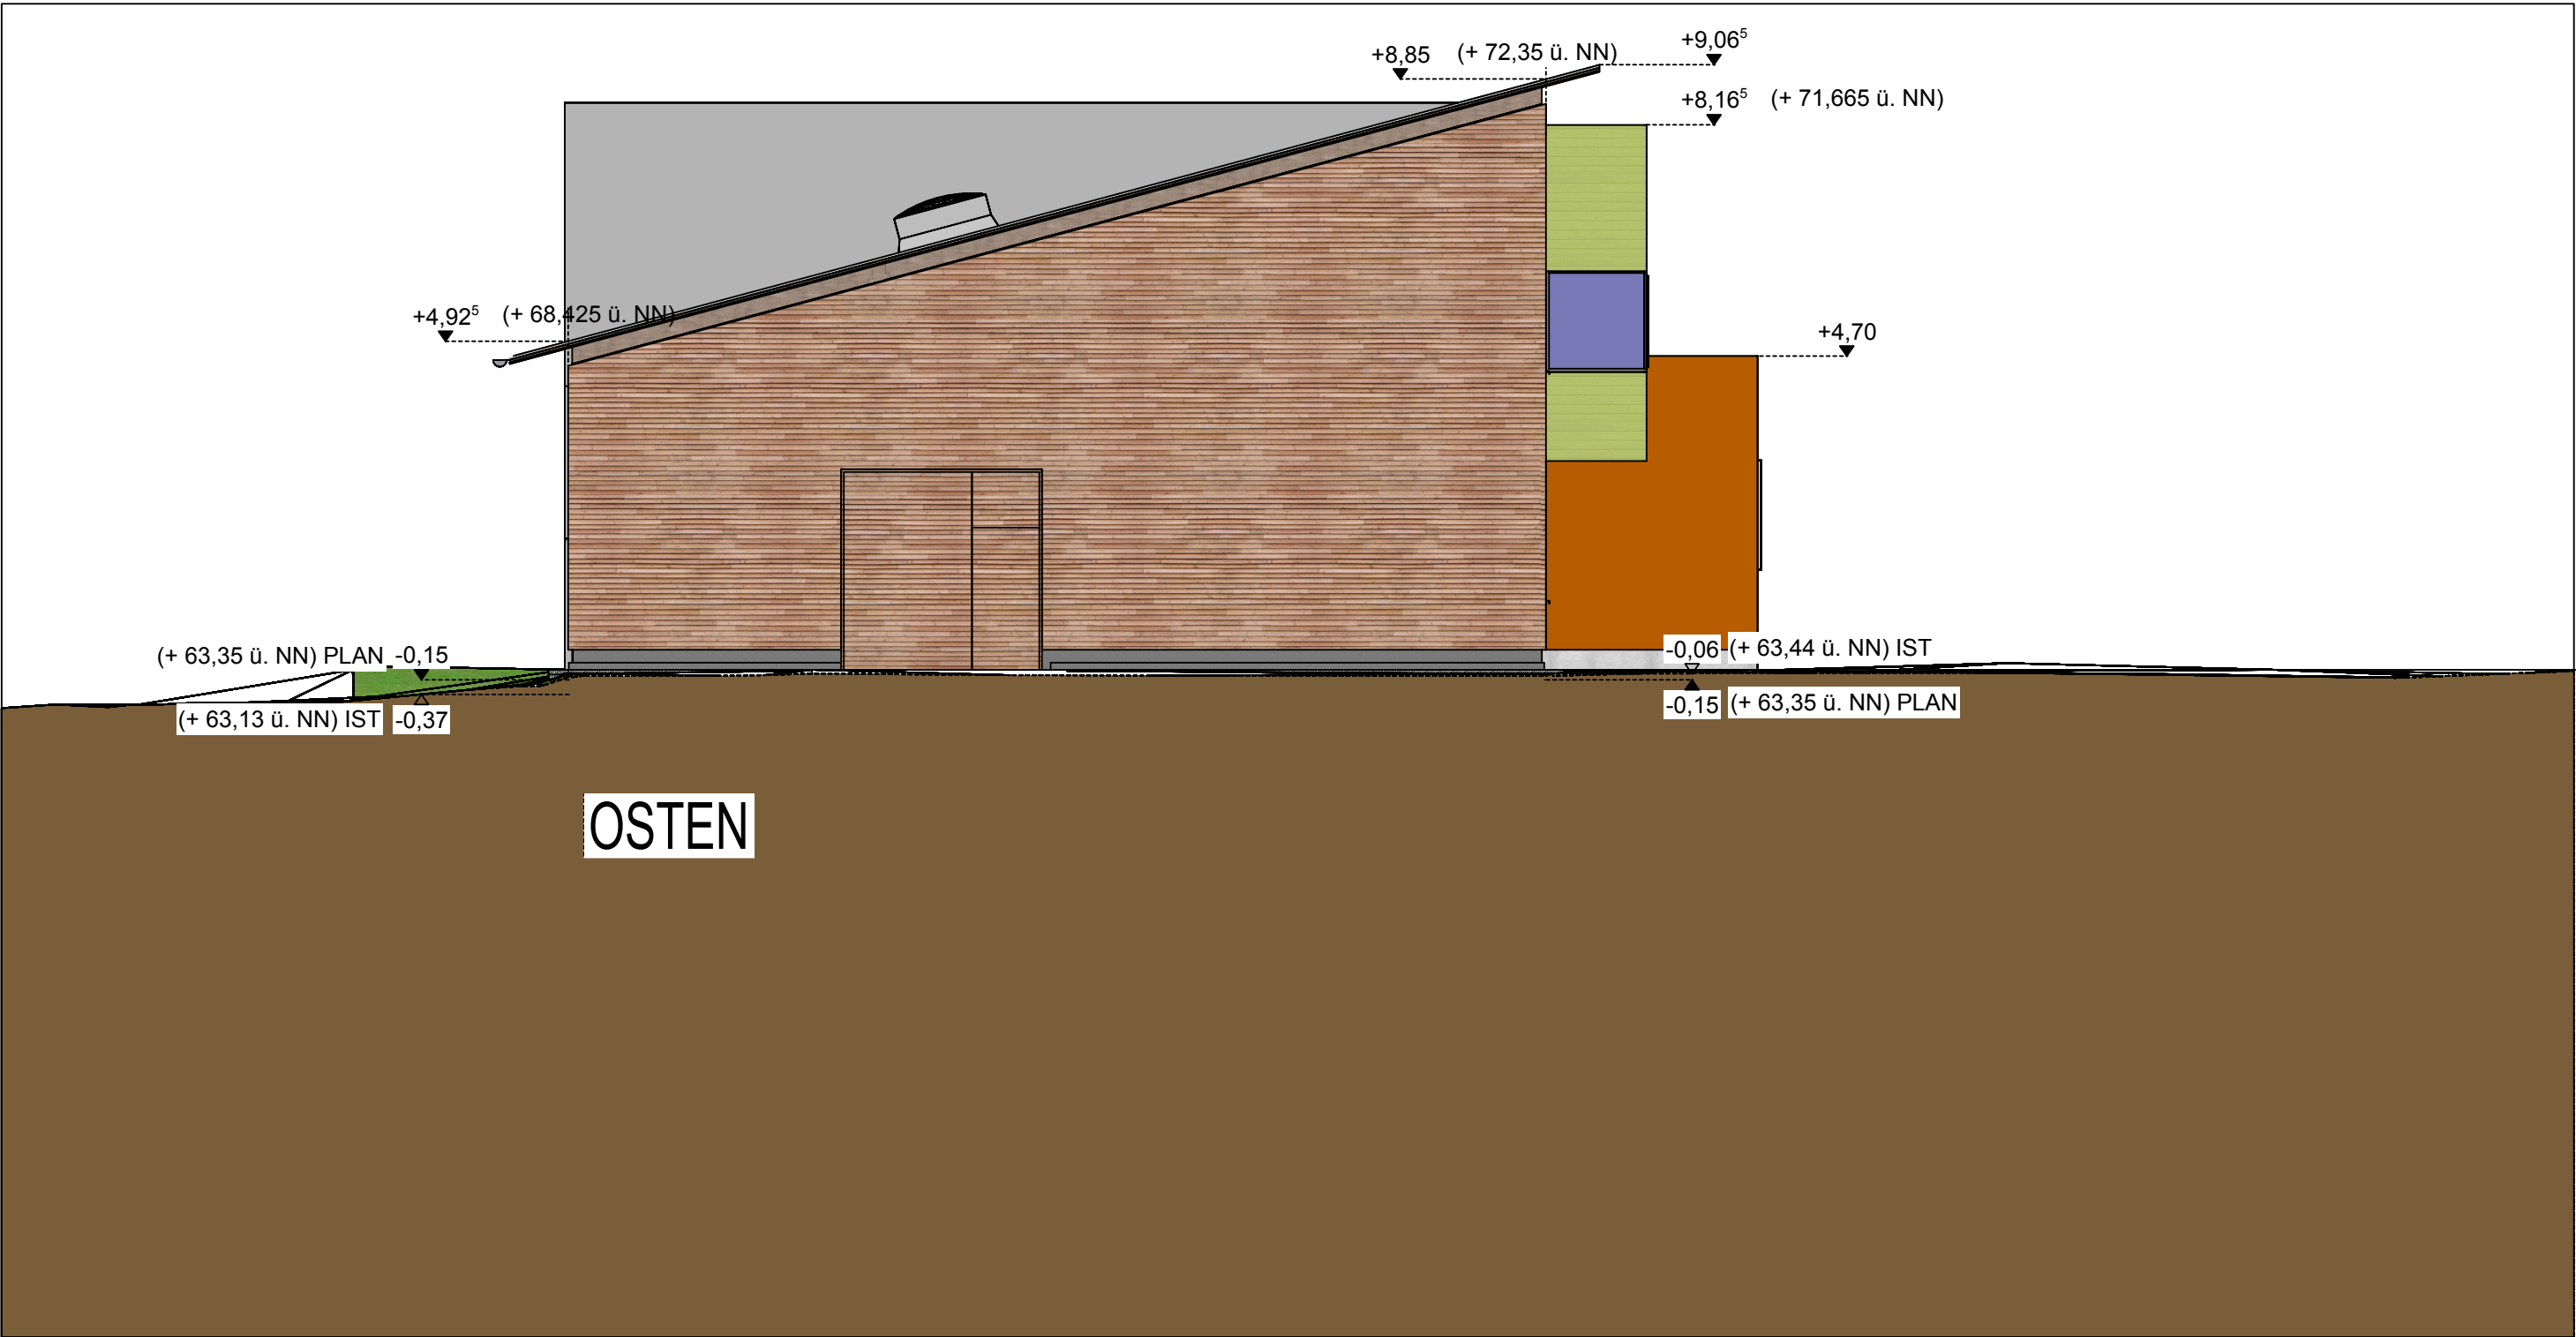 +9,06⁵
+8,85 (+ 72,35 ü. NN)
+8,16⁵ (+ 71,665 ü. NN)
+4,92⁵ (+ 68,425 ü. NN)
+4,70
(+ 63,35 ü. NN) PLAN -0,15
-0,06 (+ 63,44 ü. NN) IST
(+ 63,13 ü. NN) IST -0,37
-0,15 (+ 63,35 ü. NN) PLAN
OSTEN